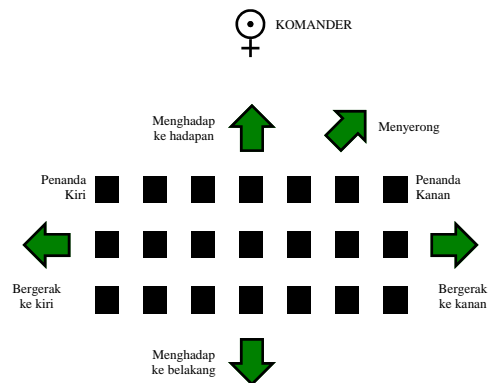 KOMANDER
Menghadap
ke hadapan
Menyerong
Penanda
Kiri
Penanda
Kanan
Bergerak
ke kiri
Bergerak
ke kanan
Menghadap
ke belakang